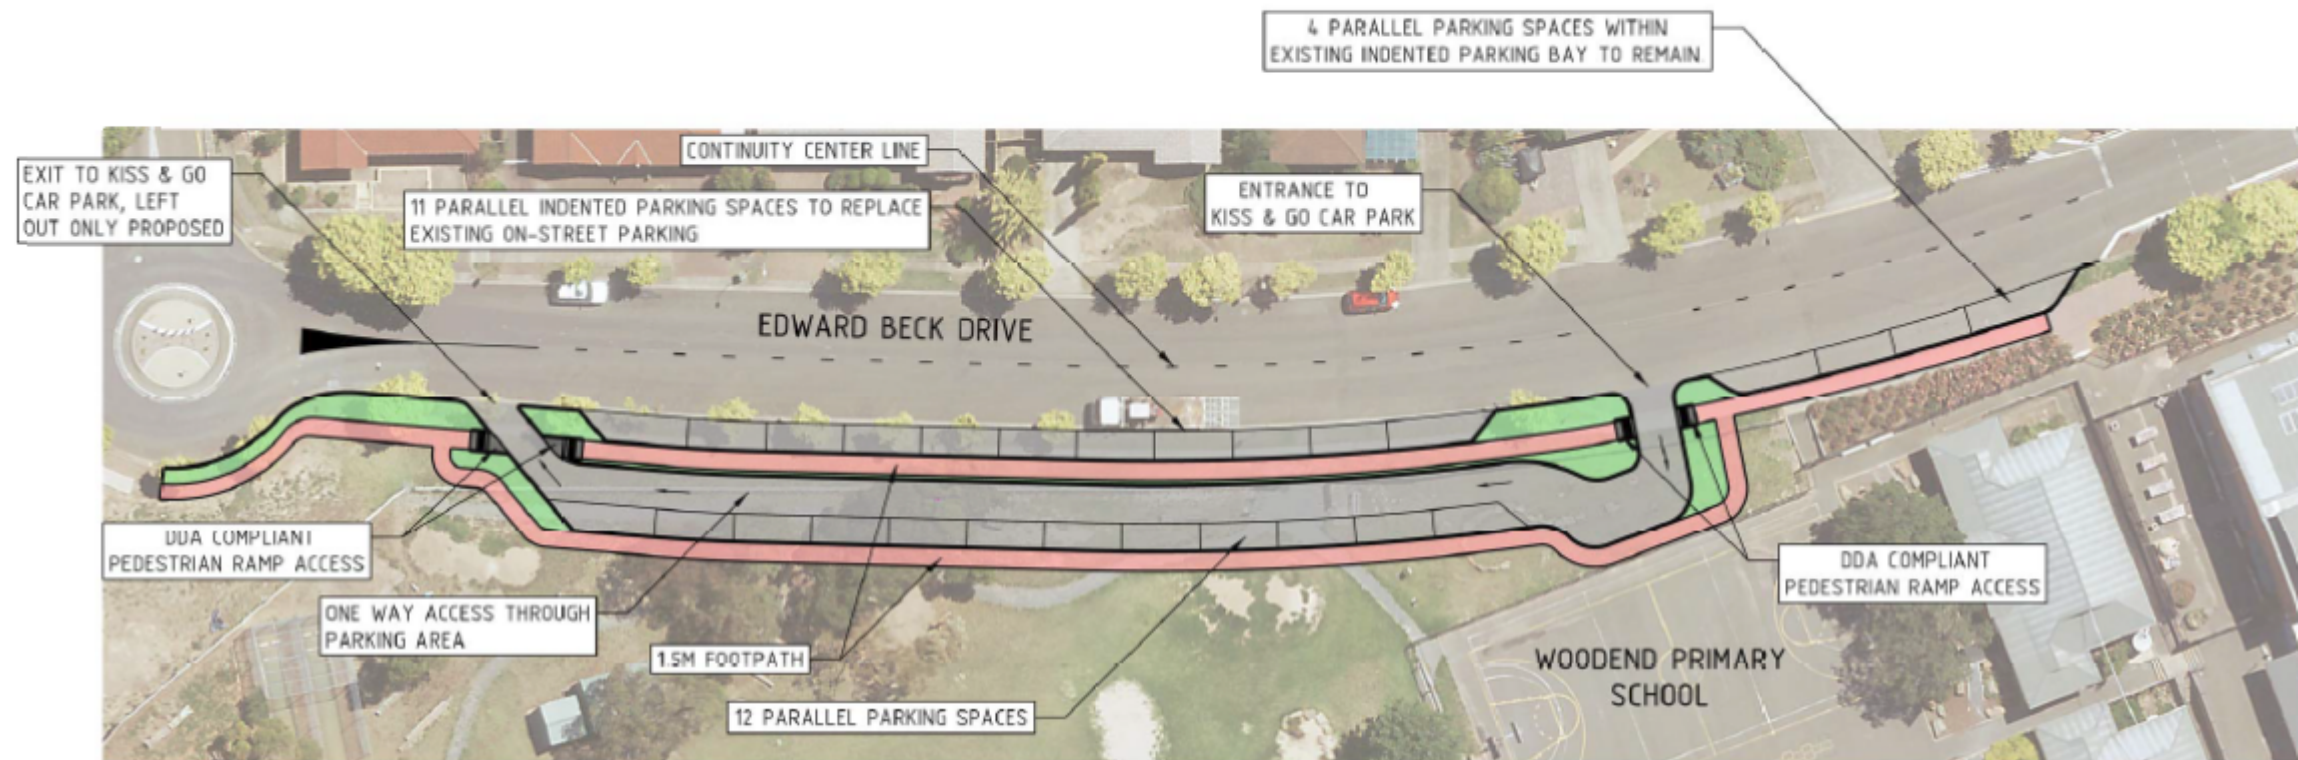 4 PARALLEL PARKING SPACES WITHIN
EXISTING INDENTED PARKING BAY TO REMAIN.
CONTINUITY CENTER LINE
EXIT TO KISS & GO
CAR PARK, LEFT
OUT ONLY PROPOSED
11 PARALLEL INDENTED PARKING SPACES TO REPLACE
EXISTING ON-STREET PARKING
ENTRANCE TO
KISS & GO CAR PARK
EDWARD BECK DRIVE
DDA COMPLIANT
PEDESTRIAN RAMP ACCESS
DDA COMPLIANT
PEDESTRIAN RAMP ACCESS
ONE WAY ACCESS THROUGH
PARKING AREA
1.5M FOOTPATH
12 PARALLEL PARKING SPACES
WOODEND PRIMARY
SCHOOL